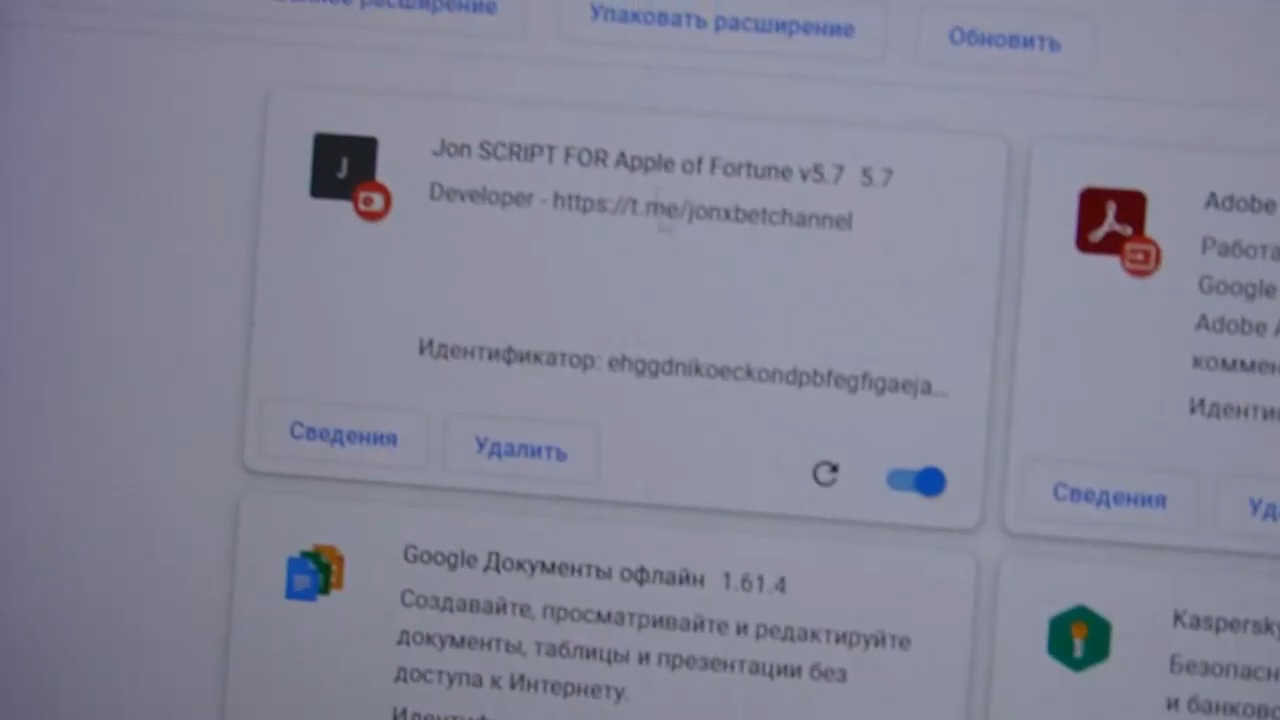 расширение
Упаковать расширение
Обновить
J
Jon SCRIPT FOR Apple of Fortune v5.7 5.7
Developer - https://t.me/jonxbetchannel
Идентификатор: ehggdnikoeckondpbfegfigaeja...
Сведения
Удалить
Adobe
Работа
Google
Adobe
Сведения
Google Документы офлайн 1.61.4
Создавайте, просматривайте и редактируйте
документы, таблицы и презентации без
доступа к Интернету.
Kaspersky
и